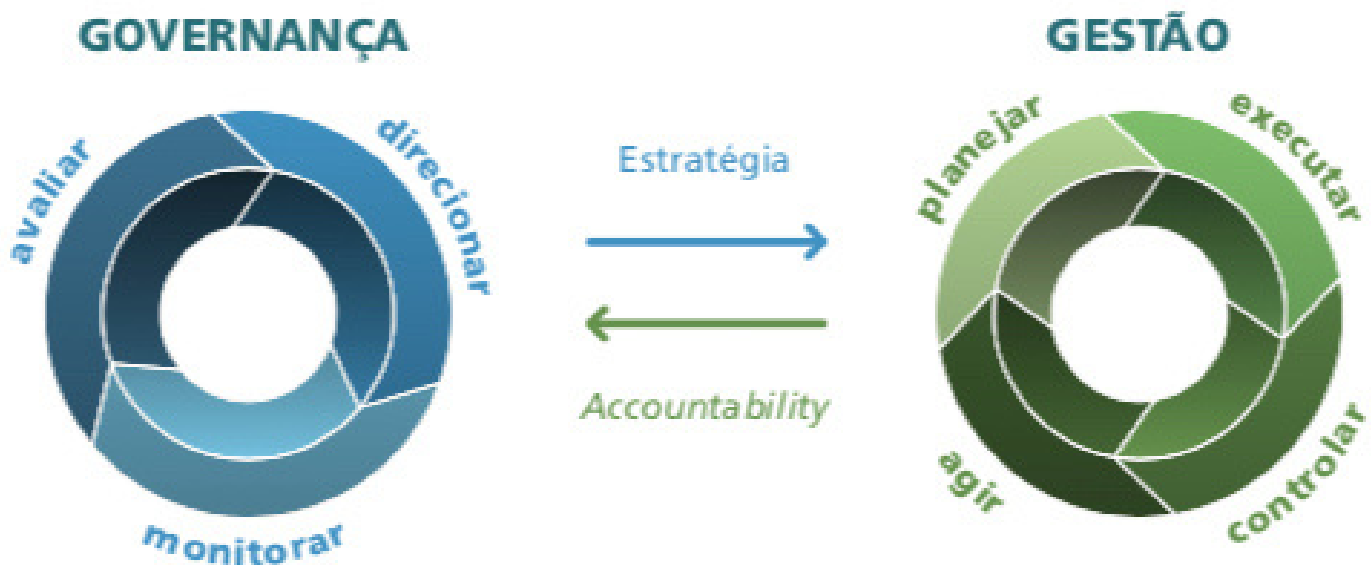 GOVERNANÇA
avaliar
direcionar
monitorar
Estratégia
Accountability
GESTÃO
planejar
executar
controlar
agir